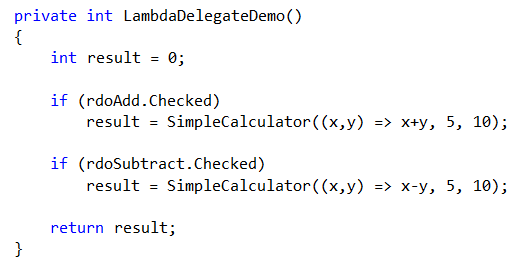 private int LambdaDelegateDemo()
{
    int result = 0;

    if (rdoAdd.Checked)
        result = SimpleCalculator((x,y) => x+y, 5, 10);

    if (rdoSubtract.Checked)
        result = SimpleCalculator((x,y) => x-y, 5, 10);

    return result;
}